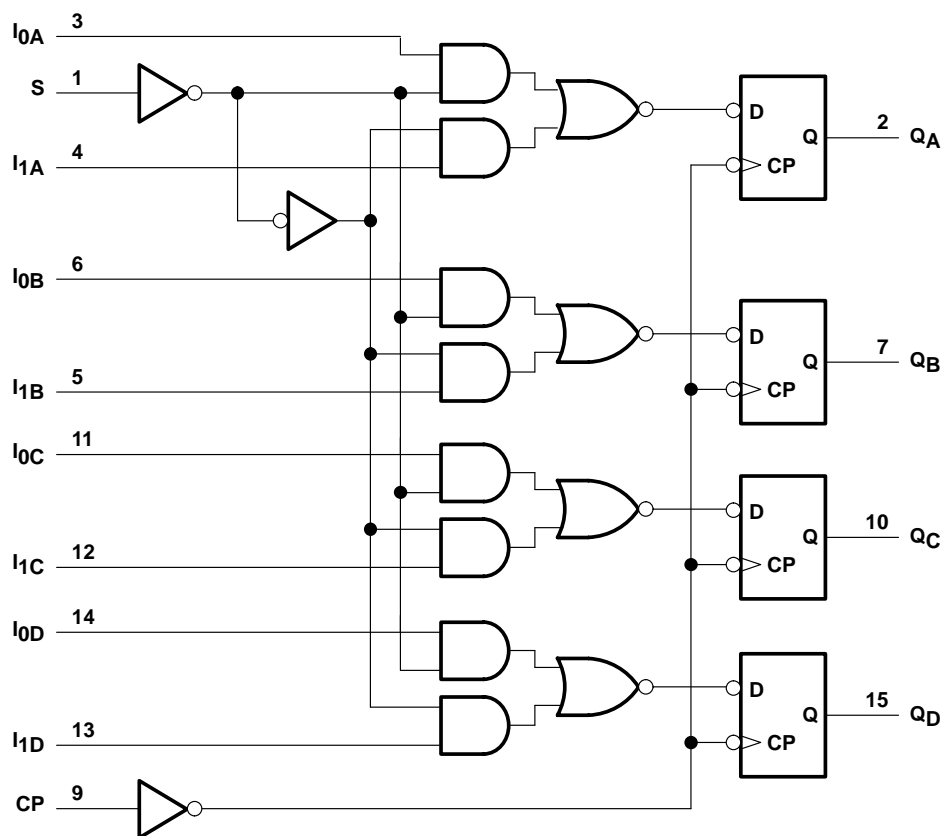 I0A 3
S 1
I1A 4
D
Q
CP
2 QA
I0B 6
I1B 5
D
Q
CP
7 QB
I0C 11
I1C 12
D
Q
CP
10 QC
I0D 14
I1D 13
D
Q
CP
15 QD
CP 9